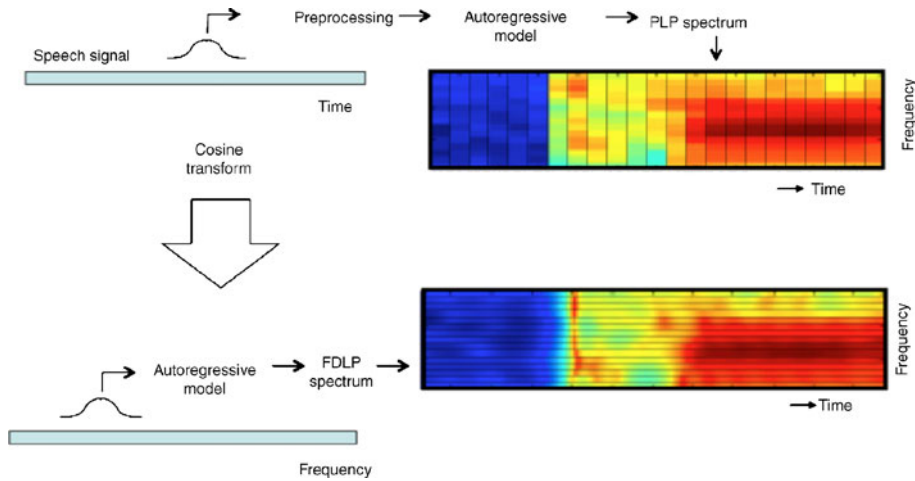 Preprocessing
Autoregressive
model
PLP spectrum
Speech signal
Time
Frequency
Time
Cosine
transform
Autoregressive
model
FDLP
spectrum
Frequency
Time
Frequency